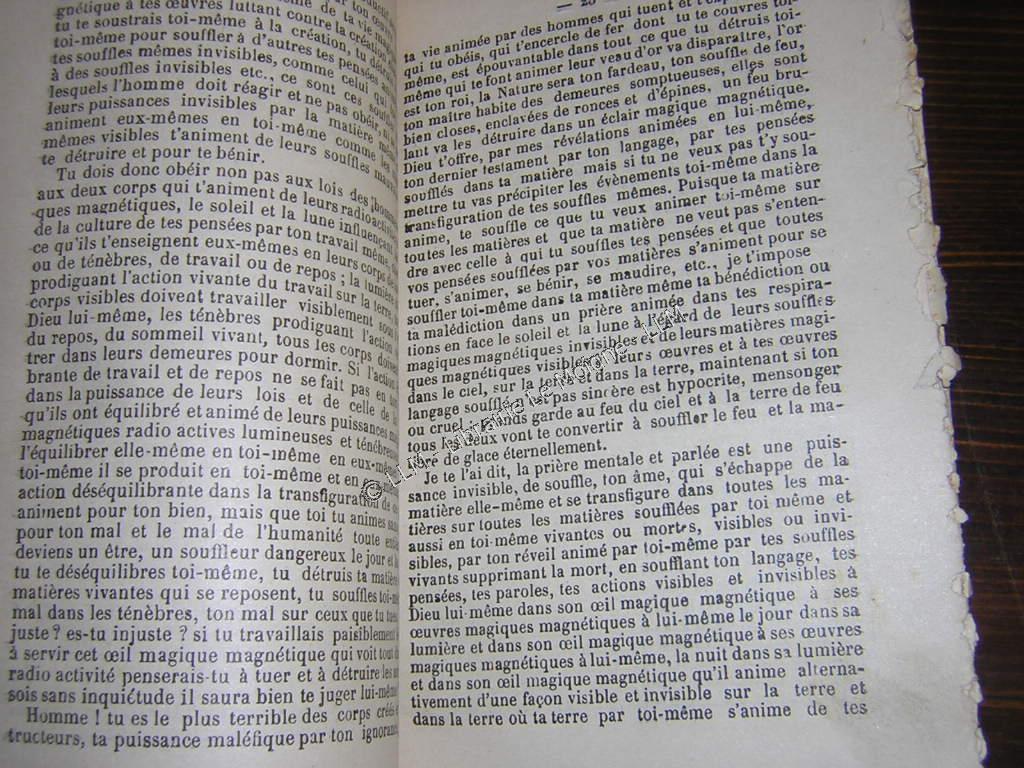 gnétique à tes œuvres luttant contre la création
tu te soustrais toi-même à la création, tu détruis
toi-même pour souffler à d'autres tes pensées
tes souffles mêmes invisibles, comme celui qui
à des souffles invisibles etc., ce sont ces
lesquels l'homme doit réagir et ne pas obéir,
leurs puissances invisibles par la matière
animent eux-mêmes en toi-même comme les
mêmes visibles t'animent de leurs souffles
te détruire et pour te bénir.
Tu dois donc obéir non pas aux lois des
aux deux corps qui t'animent de leurs
ques magnétiques, le soleil et la lune
de la culture de tes pensées par ton travail même,
ce qu'ils t'enseignent eux-mêmes en leurs corps de
ou de ténèbres, de travail ou de repos ; la lumière
prodiguant l'action vivante du travail sur la terre,
corps visibles doivent travailler visiblement
Dieu lui-même, les ténèbres prodiguant l'action
du repos, du sommeil vivant, tous les corps
trer dans leurs demeures pour dormir. Si l'action
brante de travail et de repos ne se fait pas en
dans la puissance de leurs lois et de celle de
qu'ils ont équilibré et animé de leurs puissances
magnétiques radio actives lumineuses et
l'équilibrer elle-même en toi-même en
toi-même il se produit en toi-même et en
action déséquilibrante dans la transfiguration de
animent pour ton bien, mais que toi tu animes
pour ton mal et le mal de l'humanité toute
deviens un être, un souffleur dangereux le jour et
tu te déséquilibres toi-même, tu détruis ta
matières vivantes qui se reposent, tu souffles
mal dans les ténèbres, ton mal sur ceux que tu
juste ? es-tu injuste ? si tu travaillais paisiblement
à servir cet œil magique magnétique qui voit tout
radio activité penserais-tu à tuer et à détruire les
sois sans inquiétude il saura bien te juger
Homme ! tu es le plus terrible des corps
tructeurs, ta puissance maléfique par ton
ta vie animée par des hommes qui tuent et
qui tu obéis, qui t'encercle de fer dont tu te couvres toi-
même, est épouvantable dans tout ce que tu détruis toi-
même qui te font animer leur veau d'or va disparaître, l'or
est ton roi, la Nature sera ton fardeau, ton souffle de feu,
ton maître habite des demeures somptueuses, elles sont
bien closes, enclavées de ronces et d'épines, un feu bru-
lant va les détruire dans un éclair magique magnétique.
Dieu t'offre, par mes révélations animées en lui-même,
ton dernier testament par ton langage, par tes pensées
soufflés dans ta matière mais si tu ne veux pas t'y sou-
mettre tu vas précipiter les évènements toi-même dans la
transfiguration de tes souffles mêmes. Puisque ta matière
anime, te souffle ce que tu veux animer toi-même sur
toutes les matières et que ta matière ne veut pas s'enten-
dre avec celle à qui tu souffles tes pensées et que toutes
vos pensées soufflées par vos matières s'animent pour se
tuer, s'animer, se bénir, se maudire, etc., je t'impose
souffler toi-même dans ta matière même ta bénédiction ou
ta malédiction dans un prière animée dans tes respira-
tions en face le soleil et la lune à l'égard de leurs souffles
magiques magnétiques invisibles et de leurs matières magi-
ques magnétiques visibles de leurs œuvres et à tes œuvres
dans le ciel, sur la terre et dans la terre, maintenant si ton
langage soufflé n'est pas sincère est hypocrite, mensonger
ou cruel prends garde au feu du ciel et à la terre de feu
tous les deux vont te convertir à souffler le feu et la ma-
tière de glace éternellement.
Je te l'ai dit, la prière mentale et parlée est une puis-
sance invisible, de souffle, ton âme, qui s'échappe de la
matière elle-même et se transfigure dans toutes les ma-
tières sur toutes les matières soufflées par toi même et
aussi en toi-même vivantes ou mortes, visibles ou invi-
sibles, par ton réveil animé par toi-même par tes souffles
vivants supprimant la mort, en soufflant ton langage, tes
pensées, tes paroles, tes actions visibles et invisibles à
Dieu lui-même dans son œil magique magnétique à ses
œuvres magiques magnétiques à lui-même le jour dans sa
lumière et dans son œil magique magnétique à ses œuvres
magiques magnétiques à lui-même, la nuit dans sa lumière
et dans son œil magique magnétique qu'il anime alterna-
tivement d'une façon visible et invisible sur la terre et
dans la terre où ta terre par toi-même s'anime de tes